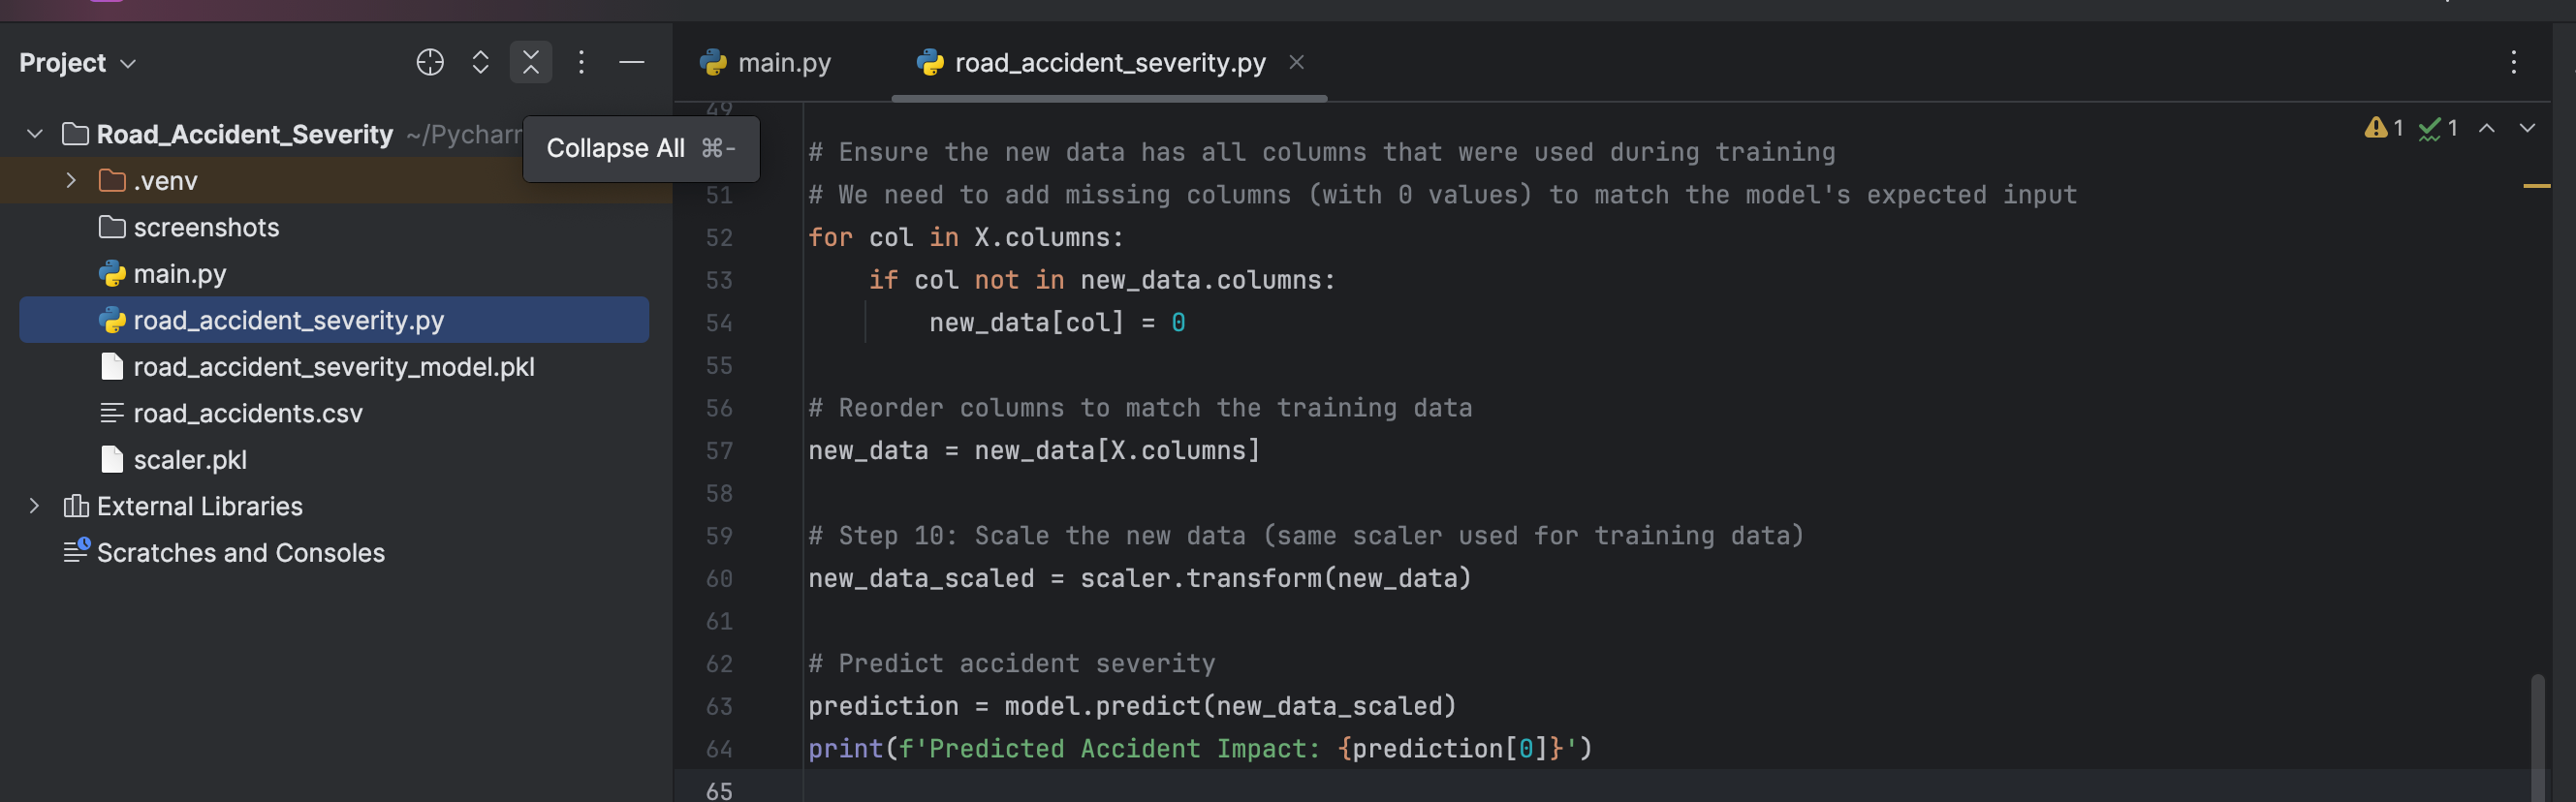 Project
main.py
road_accident_severity.py
Road_Accident_Severity
Collapse All ⌘-
.venv
screenshots
main.py
road_accident_severity.py
road_accident_severity_model.pkl
road_accidents.csv
scaler.pkl
External Libraries
Scratches and Consoles
1 1
49
# Ensure the new data has all columns that were used during training
51 # We need to add missing columns (with 0 values) to match the model's expected input
52 for col in X.columns:
53 if col not in new_data.columns:
54 new_data[col] = 0
55
56 # Reorder columns to match the training data
57 new_data = new_data[X.columns]
58
59 # Step 10: Scale the new data (same scaler used for training data)
60 new_data_scaled = scaler.transform(new_data)
61
62 # Predict accident severity
63 prediction = model.predict(new_data_scaled)
64 print(f'Predicted Accident Impact: {prediction[0]}')
65